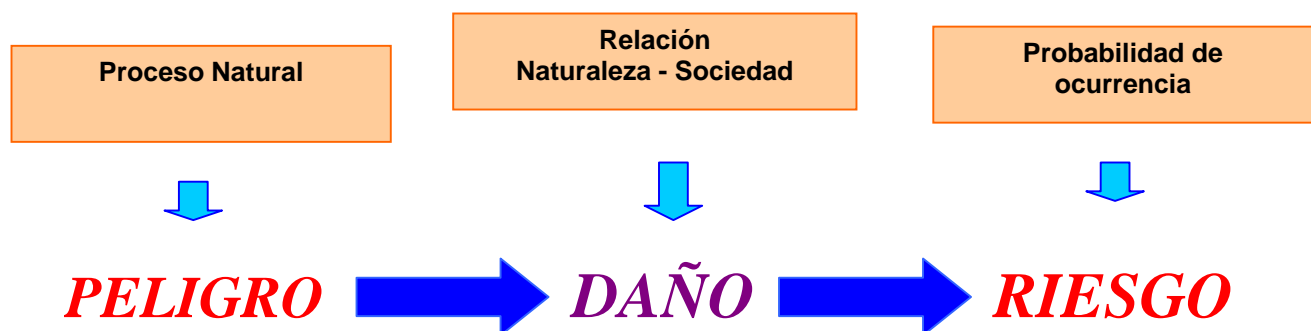 Proceso Natural
Relación
Naturaleza - Sociedad
Probabilidad de
ocurrencia
PELIGRO
DAÑO
RIESGO